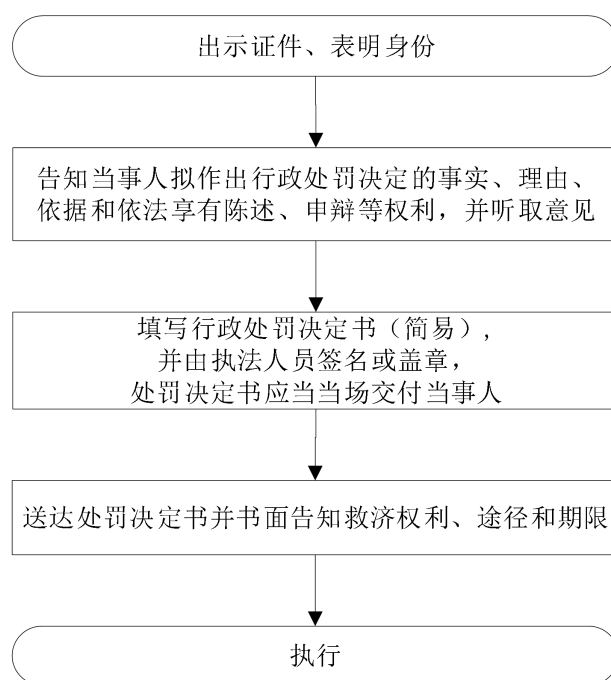 出示证件、表明身份
告知当事人拟作出行政处罚决定的事实、理由、
依据和依法享有陈述、申辩等权利，并听取意见
填写行政处罚决定书（简易），
并由执法人员签名或盖章，
处罚决定书应当当场交付当事人
送达处罚决定书并书面告知救济权利、途径和期限
执行